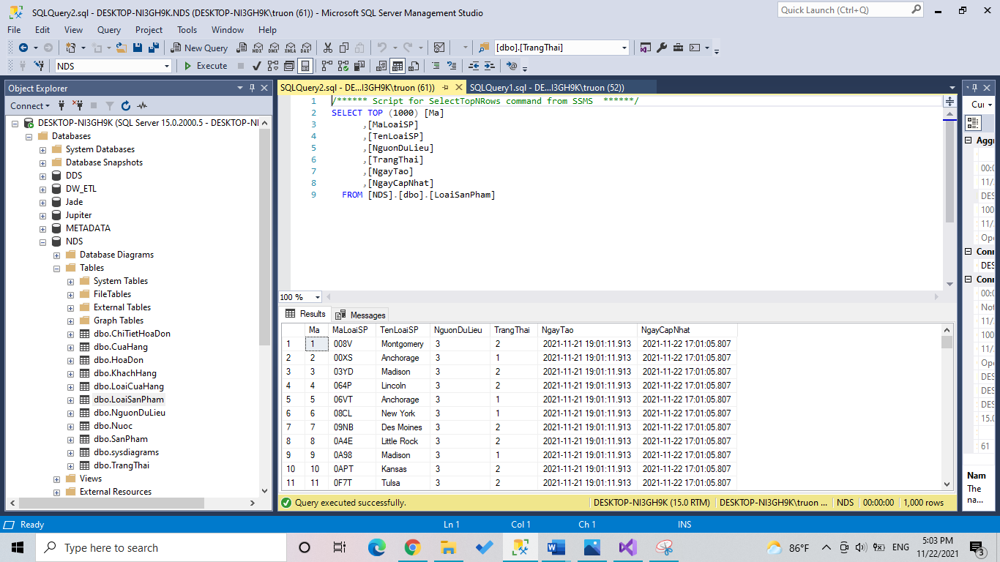 SQLQuery2.sql - DESKTOP-NI3GH9K.NDS (DESKTOP-NI3GH9K\truon (61)) - Microsoft SQL Server Management Studio
Quick Launch (Ctrl+Q)
File Edit View Query Project Tools Window Help
New Query
MDX DMX XMLA DAX
[dbo].[TrangThai]
NDS
Execute
Object Explorer
Connect
DESKTOP-NI3GH9K (SQL Server 15.0.2000.5 - DESKTOP-NI
Databases
System Databases
Database Snapshots
DDS
DW_ETL
Jade
Jupiter
METADATA
NDS
Database Diagrams
Tables
System Tables
FileTables
External Tables
Graph Tables
dbo.ChiTietHoaDon
dbo.CuaHang
dbo.HoaDon
dbo.KhachHang
dbo.LoaiCuaHang
dbo.LoaiSanPham
dbo.NguonDuLieu
dbo.Nuoc
dbo.SanPham
dbo.sysdiagrams
dbo.TrangThai
Views
External Resources
SQLQuery2.sql - DE...I3GH9K\truon (61))
SQLQuery1.sql - DE...I3GH9K\truon (52))
1 /****** Script for SelectTopNRows command from SSMS ******/
2 SELECT TOP (1000) [Ma]
3 ,[MaLoaiSP]
4 ,[TenLoaiSP]
5 ,[NguonDuLieu]
6 ,[TrangThai]
7 ,[NgayTao]
8 ,[NgayCapNhat]
9 FROM [NDS].[dbo].[LoaiSanPham]
100 %
Results Messages
Ma MaLoaiSP TenLoaiSP NguonDuLieu TrangThai NgayTao NgayCapNhat
1 1 008V Montgomery 3 2 2021-11-21 19:01:11.913 2021-11-22 17:01:05.807
2 2 00XS Anchorage 3 1 2021-11-21 19:01:11.913 2021-11-22 17:01:05.807
3 3 03YD Madison 3 2 2021-11-21 19:01:11.913 2021-11-22 17:01:05.807
4 4 064P Lincoln 3 2 2021-11-21 19:01:11.913 2021-11-22 17:01:05.807
5 5 06VT Anchorage 3 1 2021-11-21 19:01:11.913 2021-11-22 17:01:05.807
6 6 08CL New York 3 1 2021-11-21 19:01:11.913 2021-11-22 17:01:05.807
7 7 09NB Des Moines 3 2 2021-11-21 19:01:11.913 2021-11-22 17:01:05.807
8 8 0A4E Little Rock 3 2 2021-11-21 19:01:11.913 2021-11-22 17:01:05.807
9 9 0A98 Madison 3 1 2021-11-21 19:01:11.913 2021-11-22 17:01:05.807
10 10 0APT Kansas 3 2 2021-11-21 19:01:11.913 2021-11-22 17:01:05.807
11 11 0F7T Tulsa 3 2 2021-11-21 19:01:11.913 2021-11-22 17:01:05.807
Query executed successfully. DESKTOP-NI3GH9K (15.0 RTM) DESKTOP-NI3GH9K\truon ... NDS 00:00:00 1,000 rows
Cur
Aggr
00:0
11/
DES
100
11/
Ope
Conn
DES
Conn
00:0
Not
11/
100
11/
Ope
DES
DES
DES
15.0
61
Nam
The
na...
Ready Ln 1 Col 1 Ch 1 INS
Type here to search
86°F
ENG
5:03 PM
11/22/2021
3